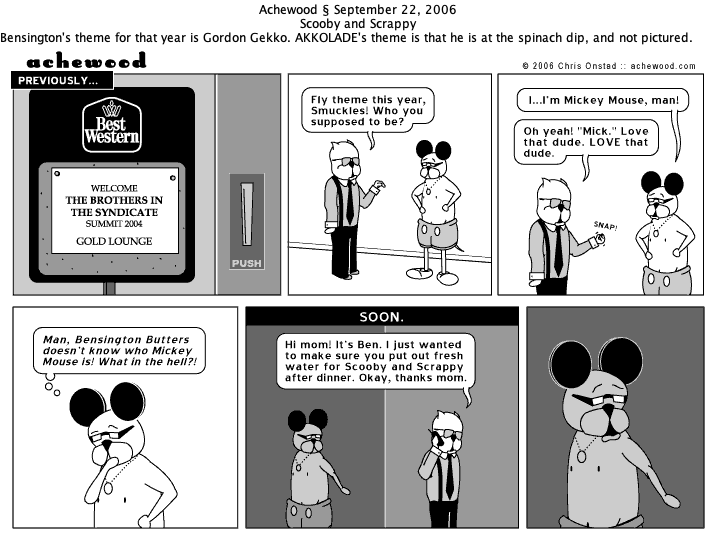 Achewood § September 22, 2006
Scooby and Scrappy
Bensington's theme for that year is Gordon Gekko. AKKOLADE's theme is that he is at the spinach dip, and not pictured.
achewood
© 2006 Chris Onstad :: achewood.com
PREVIOUSLY...
Best
Western
WELCOME
THE BROTHERS IN
THE SYNDICATE
SUMMIT 2004
GOLD LOUNGE
PUSH
Fly theme this year,
Smuckles! Who you
supposed to be?
I...I'm Mickey Mouse, man!
Oh yeah! "Mick." Love
that dude. LOVE that
dude.
SNAP!
Man, Bensington Butters
doesn't know who Mickey
Mouse is! What in the hell?!
SOON.
Hi mom! It's Ben. I just wanted
to make sure you put out fresh
water for Scooby and Scrappy
after dinner. Okay, thanks mom.